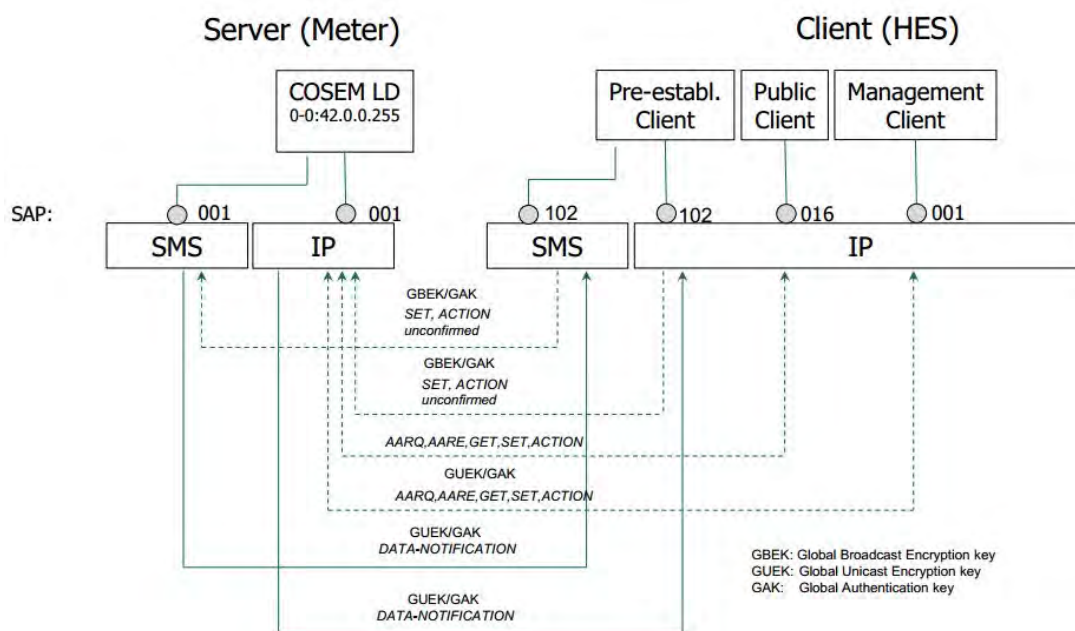 Server (Meter)
Client (HES)
COSEM LD
0-0:42.0.0.255
Pre-establ.
Client
Public
Client
Management
Client
SAP:
001
001
102
102
016
001
SMS
IP
SMS
IP
GBEK/GAK
SET, ACTION
unconfirmed
GBEK/GAK
SET, ACTION
unconfirmed
AARQ,AARE,GET,SET,ACTION
GUEK/GAK
AARQ,AARE,GET,SET,ACTION
GUEK/GAK
DATA-NOTIFICATION
GUEK/GAK
DATA-NOTIFICATION
GBEK: Global Broadcast Encryption key
GUEK: Global Unicast Encryption key
GAK: Global Authentication key